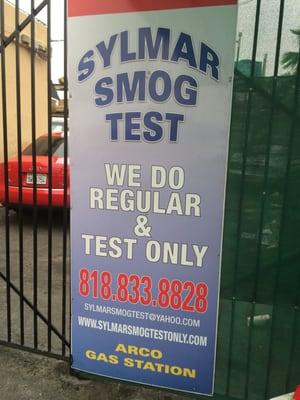 SYLMAR
SMOG
TEST
WE DO
REGULAR
&
TEST ONLY
818.833.8828
SYLMARSMOGTEST@YAHOO.COM
WWW.SYLMARSMOGTESTONLY.COM
ARCO
GAS STATION